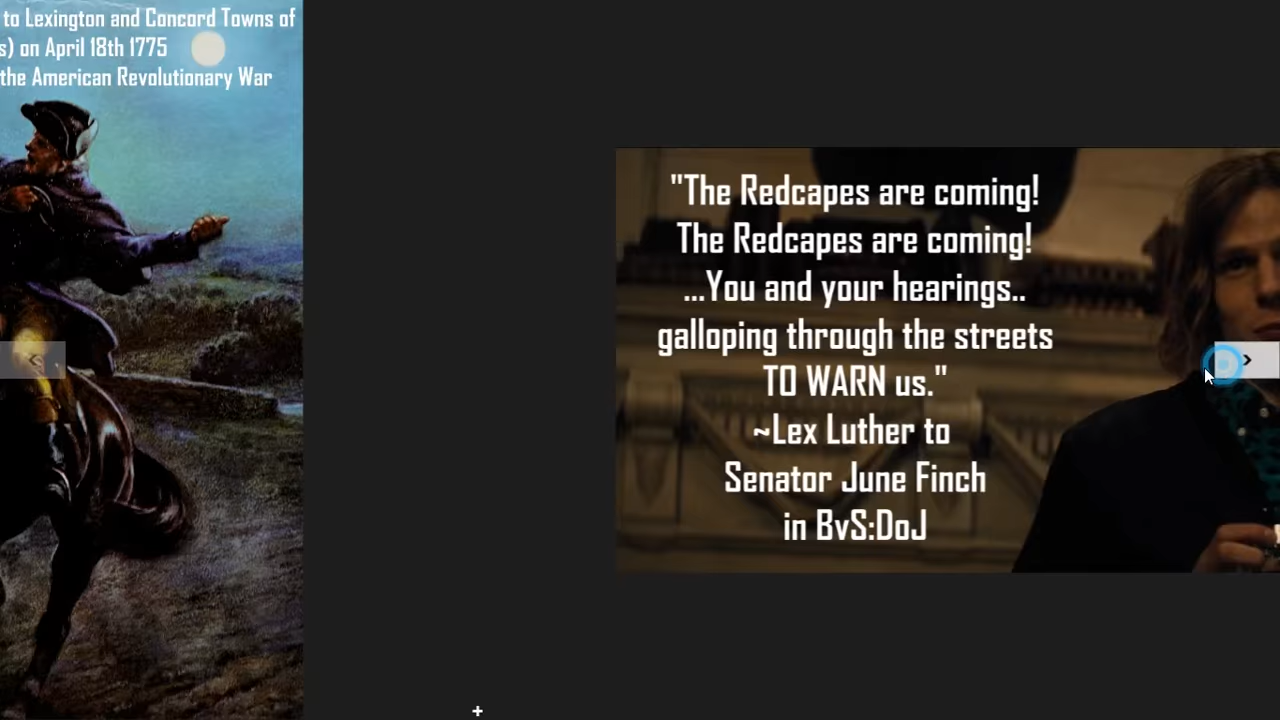 to Lexington and Concord Towns of
s) on April 18th 1775
the American Revolutionary War
"The Redcapes are coming!
The Redcapes are coming!
...You and your hearings..
galloping through the streets
TO WARN us."
~Lex Luther to
Senator June Finch
in BvS:DoJ